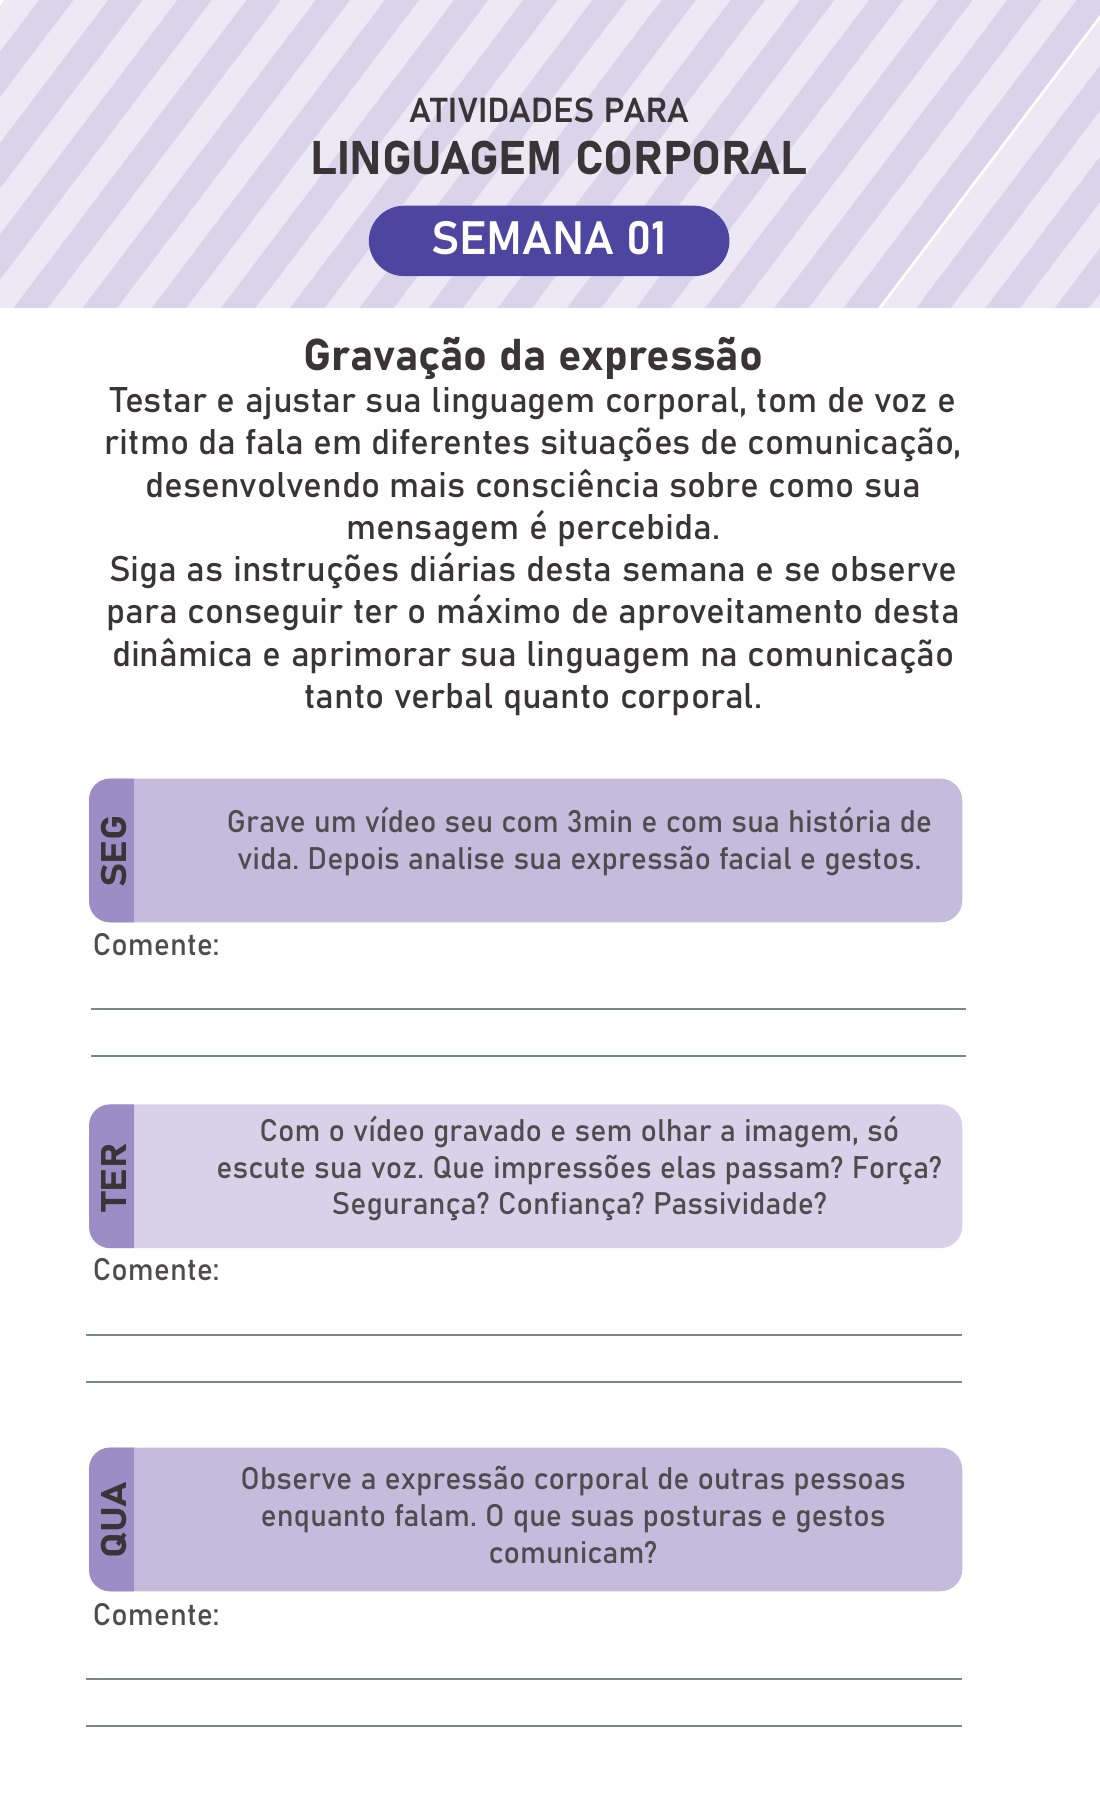 ATIVIDADES PARA
LINGUAGEM CORPORAL
SEMANA 01
Gravação da expressão
Testar e ajustar sua linguagem corporal, tom de voz e
ritmo da fala em diferentes situações de comunicação,
desenvolvendo mais consciência sobre como sua
mensagem é percebida.
Siga as instruções diárias desta semana e se observe
para conseguir ter o máximo de aproveitamento desta
dinâmica e aprimorar sua linguagem na comunicação
tanto verbal quanto corporal.
SEG
Grave um vídeo seu com 3min e com sua história de
vida. Depois analise sua expressão facial e gestos.
Comente:
TER
Com o vídeo gravado e sem olhar a imagem, só
escute sua voz. Que impressões elas passam? Força?
Segurança? Confiança? Passividade?
Comente:
QUA
Observe a expressão corporal de outras pessoas
enquanto falam. O que suas posturas e gestos
comunicam?
Comente: